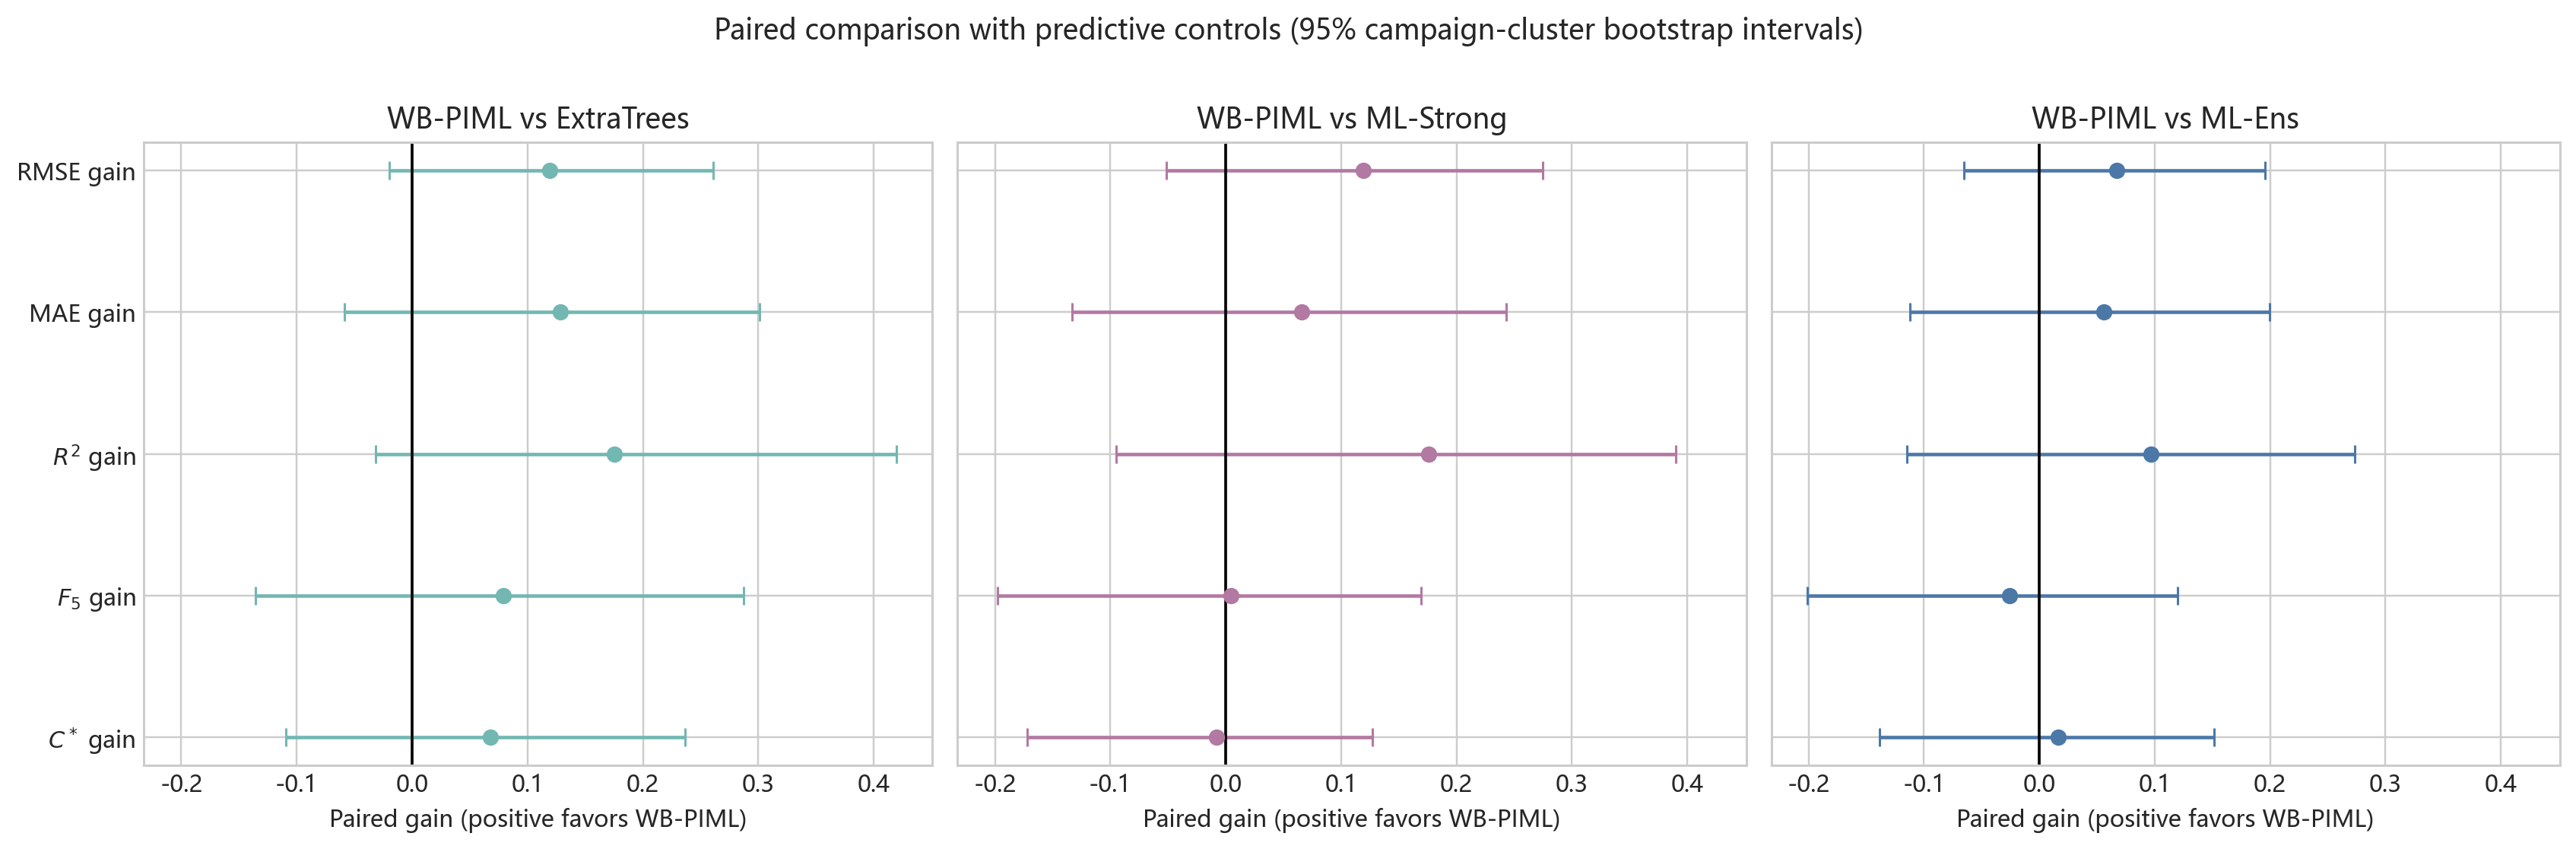 Paired comparison with predictive controls (95% campaign-cluster bootstrap intervals)
WB-PIML vs ExtraTrees
WB-PIML vs ML-Strong
WB-PIML vs ML-Ens
RMSE gain
MAE gain
R² gain
F₅ gain
C* gain
-0.2 -0.1 0.0 0.1 0.2 0.3 0.4
-0.2 -0.1 0.0 0.1 0.2 0.3 0.4
-0.2 -0.1 0.0 0.1 0.2 0.3 0.4
Paired gain (positive favors WB-PIML)
Paired gain (positive favors WB-PIML)
Paired gain (positive favors WB-PIML)